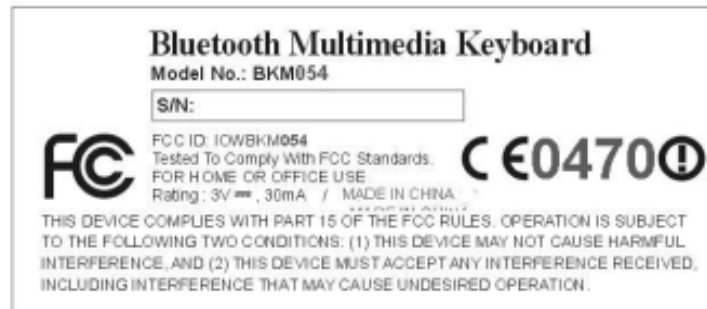 Bluetooth Multimedia Keyboard
Model No.: BKM054
S/N:
FC
FCC ID: IOWBKM054
Tested To Comply With FCC Standards.
FOR HOME OR OFFICE USE
Rating : 3V ⎓ , 30mA / MADE IN CHINA
MADE IN CHINA
CE0470
THIS DEVICE COMPLIES WITH PART 15 OF THE FCC RULES. OPERATION IS SUBJECT
TO THE FOLLOWING TWO CONDITIONS: (1) THIS DEVICE MAY NOT CAUSE HARMFUL
INTERFERENCE, AND (2) THIS DEVICE MUST ACCEPT ANY INTERFERENCE RECEIVED,
INCLUDING INTERFERENCE THAT MAY CAUSE UNDESIRED OPERATION.